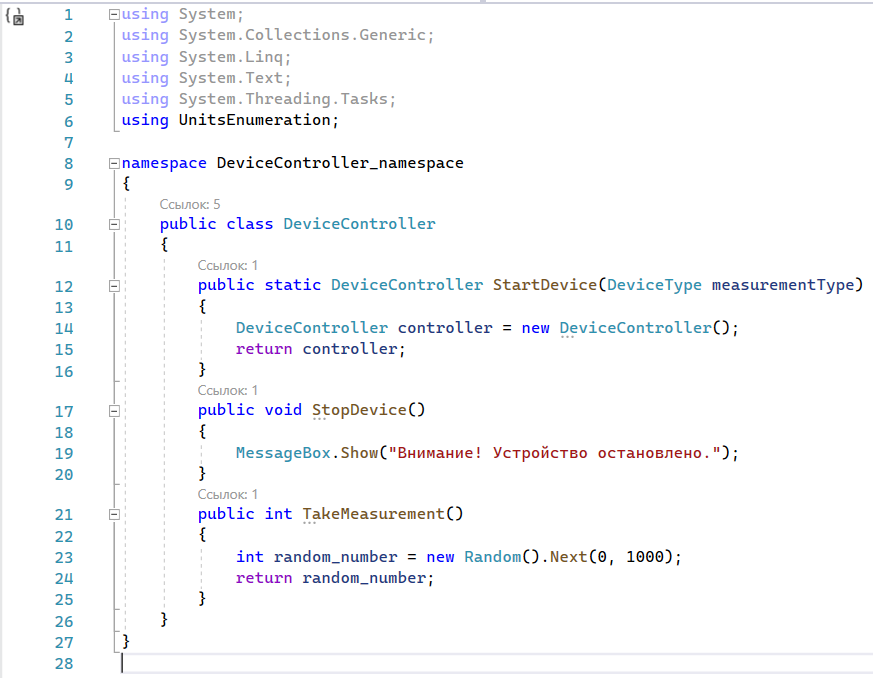 1 using System;
2 using System.Collections.Generic;
3 using System.Linq;
4 using System.Text;
5 using System.Threading.Tasks;
6 using UnitsEnumeration;
7
8 namespace DeviceController_namespace
9 {
Ссылок: 5
10 public class DeviceController
11 {
Ссылок: 1
12 public static DeviceController StartDevice(DeviceType measurementType)
13 {
14 DeviceController controller = new DeviceController();
15 return controller;
16 }
Ссылок: 1
17 public void StopDevice()
18 {
19 MessageBox.Show("Внимание! Устройство остановлено.");
20 }
Ссылок: 1
21 public int TakeMeasurement()
22 {
23 int random_number = new Random().Next(0, 1000);
24 return random_number;
25 }
26 }
27 }
28